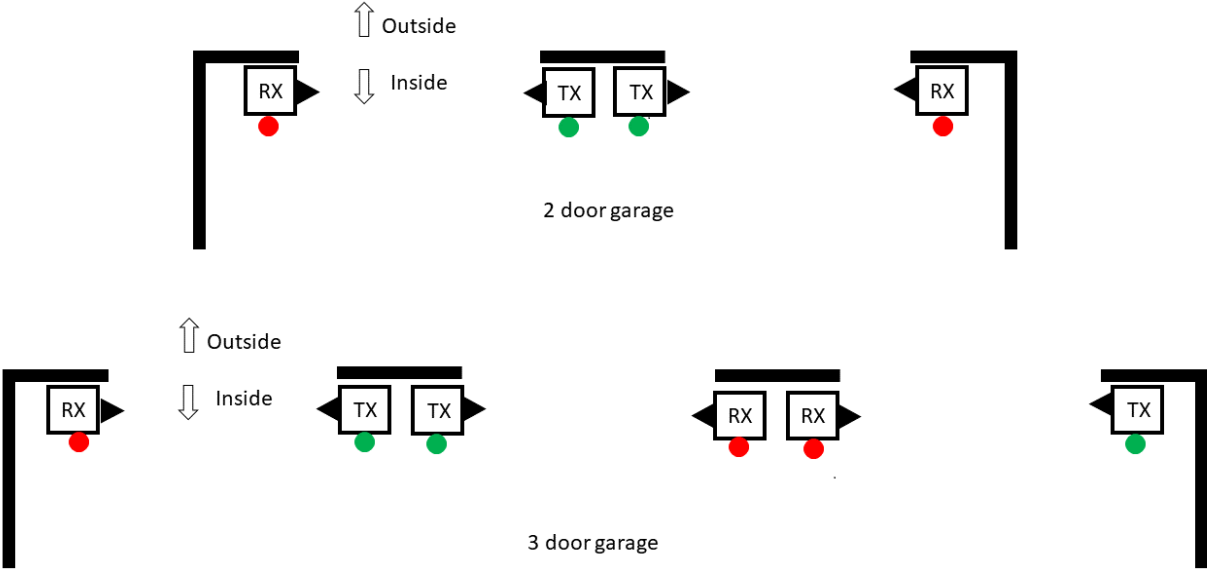 Outside
Inside
RX
TX
TX
RX
2 door garage
Outside
Inside
RX
TX
TX
RX
RX
TX
3 door garage